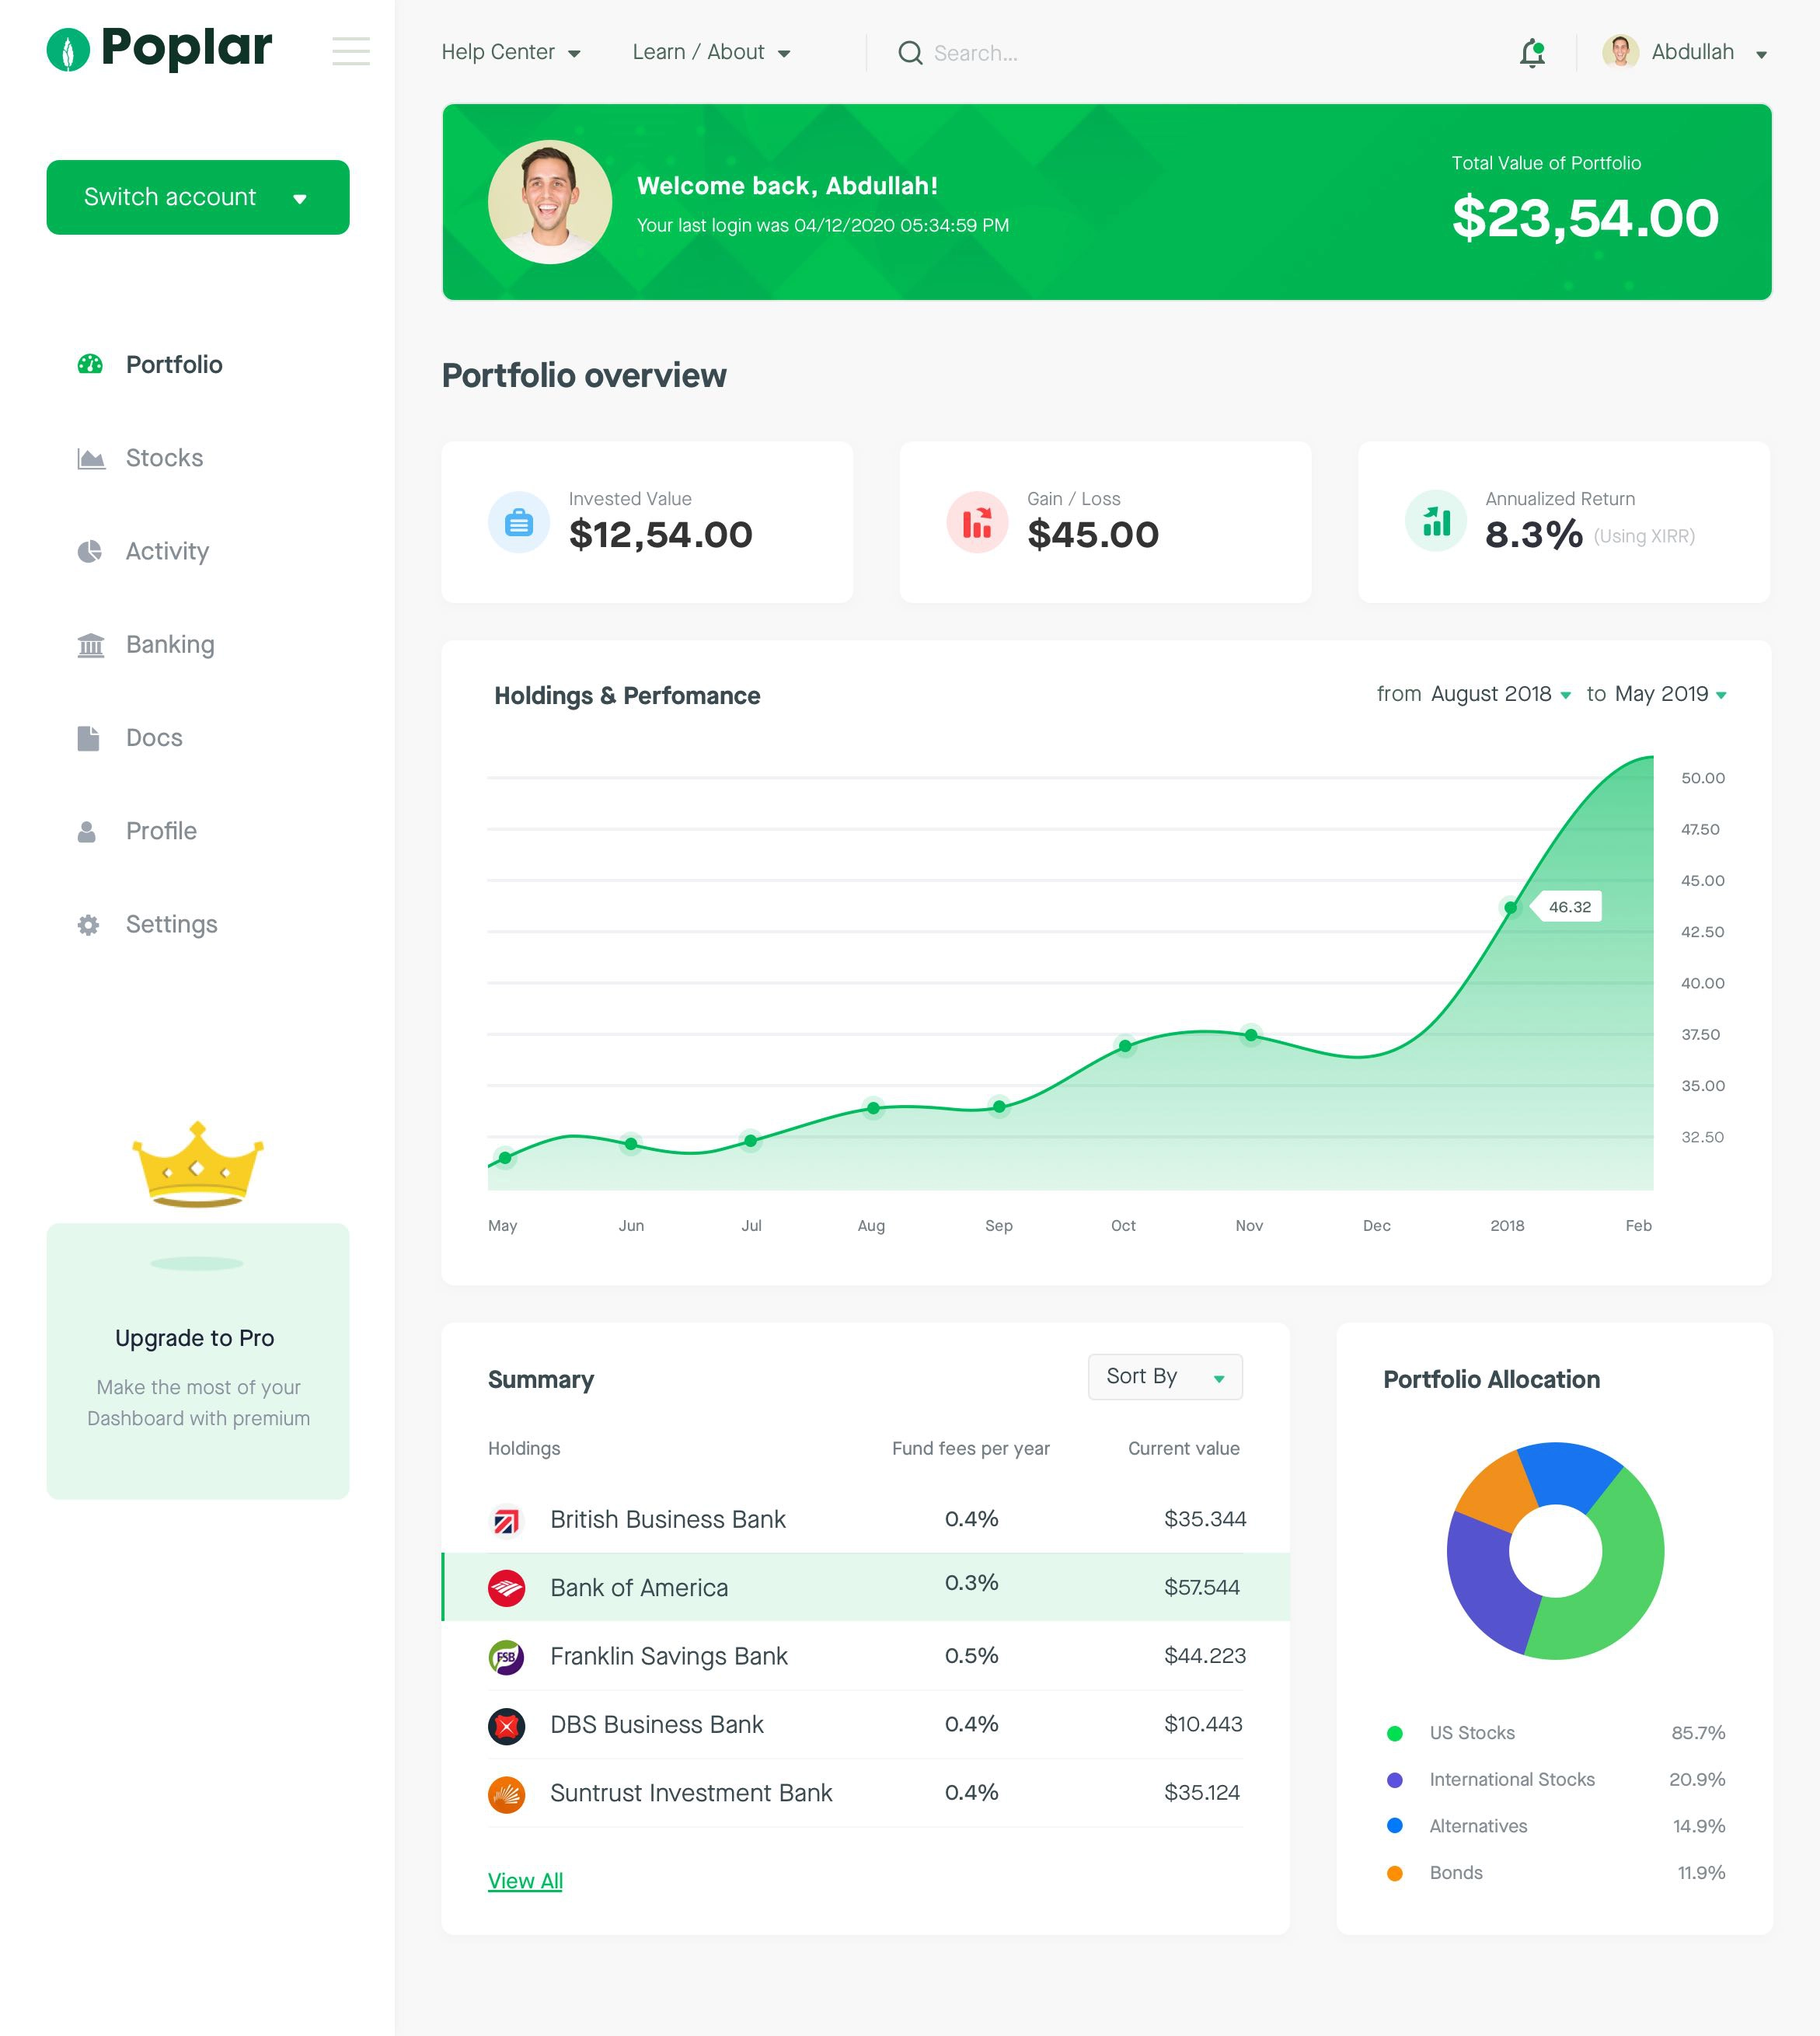 Poplar
Help Center
Learn / About
Search...
Abdullah
Switch account
Portfolio
Stocks
Activity
Banking
Docs
Profile
Settings
Upgrade to Pro
Make the most of your
Dashboard with premium
Welcome back, Abdullah!
Your last login was 04/12/2020 05:34:59 PM
Total Value of Portfolio
$23,54.00
Portfolio overview
Invested Value
$12,54.00
Gain / Loss
$45.00
Annualized Return
8.3% (Using XIRR)
Holdings & Perfomance
from August 2018 to May 2019
50.00
47.50
45.00
46.32
42.50
40.00
37.50
35.00
32.50
May Jun Jul Aug Sep Oct Nov Dec 2018 Feb
Summary
Sort By
Holdings Fund fees per year Current value
British Business Bank 0.4% $35.344
Bank of America 0.3% $57.544
FSB Franklin Savings Bank 0.5% $44.223
DBS Business Bank 0.4% $10.443
Suntrust Investment Bank 0.4% $35.124
View All
Portfolio Allocation
US Stocks 85.7%
International Stocks 20.9%
Alternatives 14.9%
Bonds 11.9%